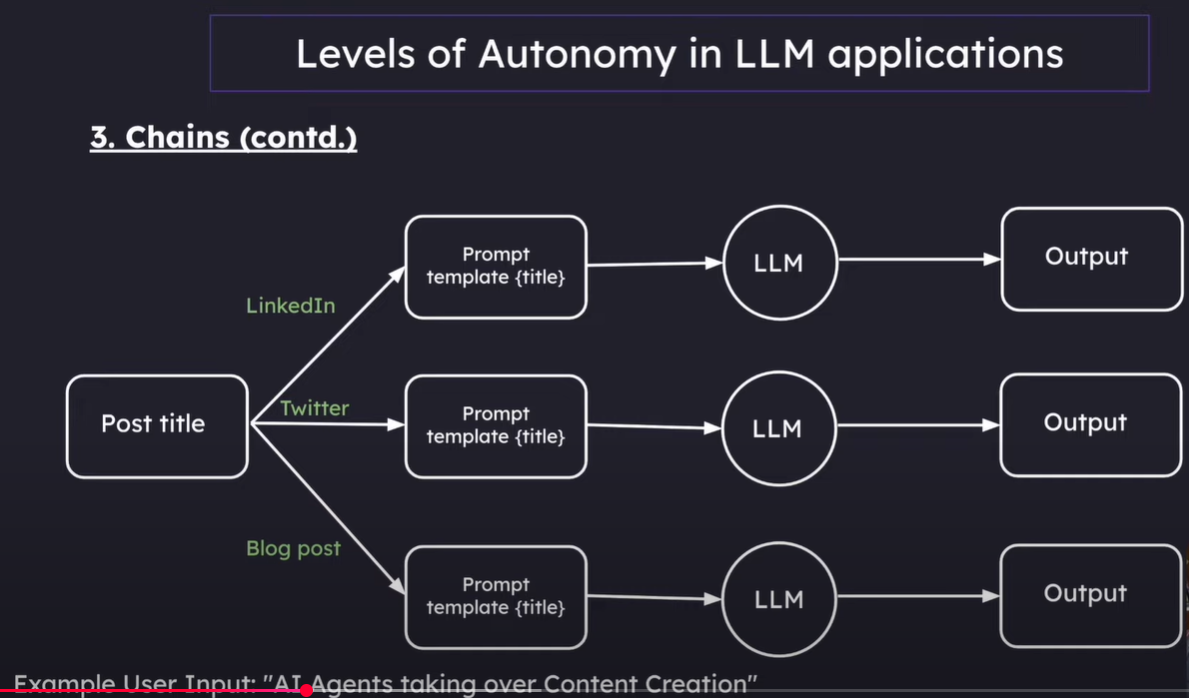 Levels of Autonomy in LLM applications
3. Chains (contd.)
Prompt
template {title}
LLM
Output
LinkedIn
Post title
Twitter
Prompt
template {title}
LLM
Output
Blog post
Prompt
template {title}
LLM
Output
Example User Input: "AI Agents taking over Content Creation"